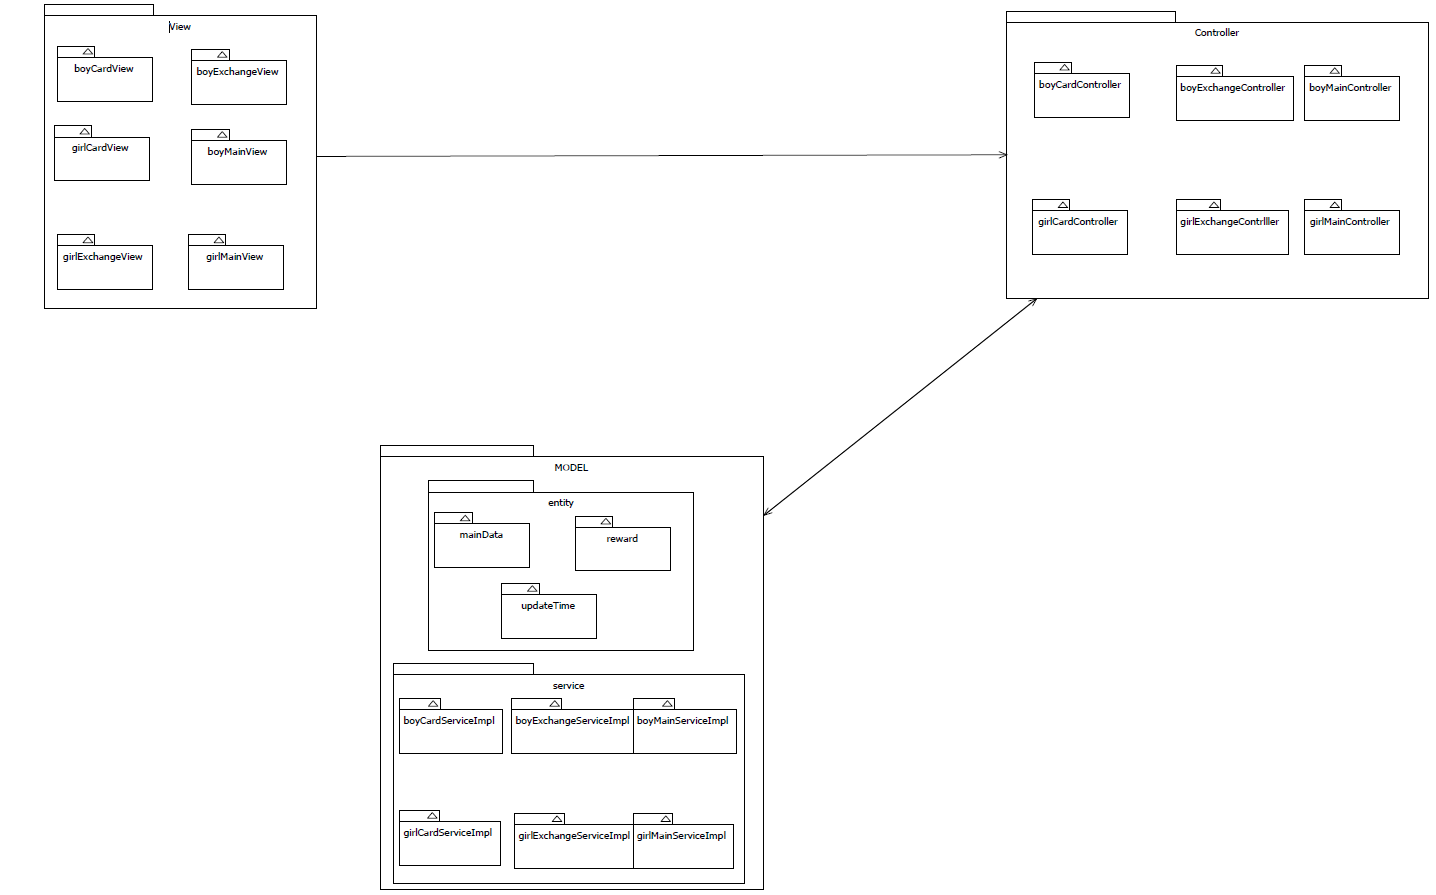 View
boyCardView
boyExchangeView
girlCardView
boyMainView
girlExchangeView
girlMainView
Controller
boyCardController
boyExchangeController
boyMainController
girlCardController
girlExchangeContrlller
girlMainController
MODEL
entity
mainData
reward
updateTime
service
boyCardServiceImpl
boyExchangeServiceImpl
boyMainServiceImpl
girlCardServiceImpl
girlExchangeServiceImpl
girlMainServiceImpl